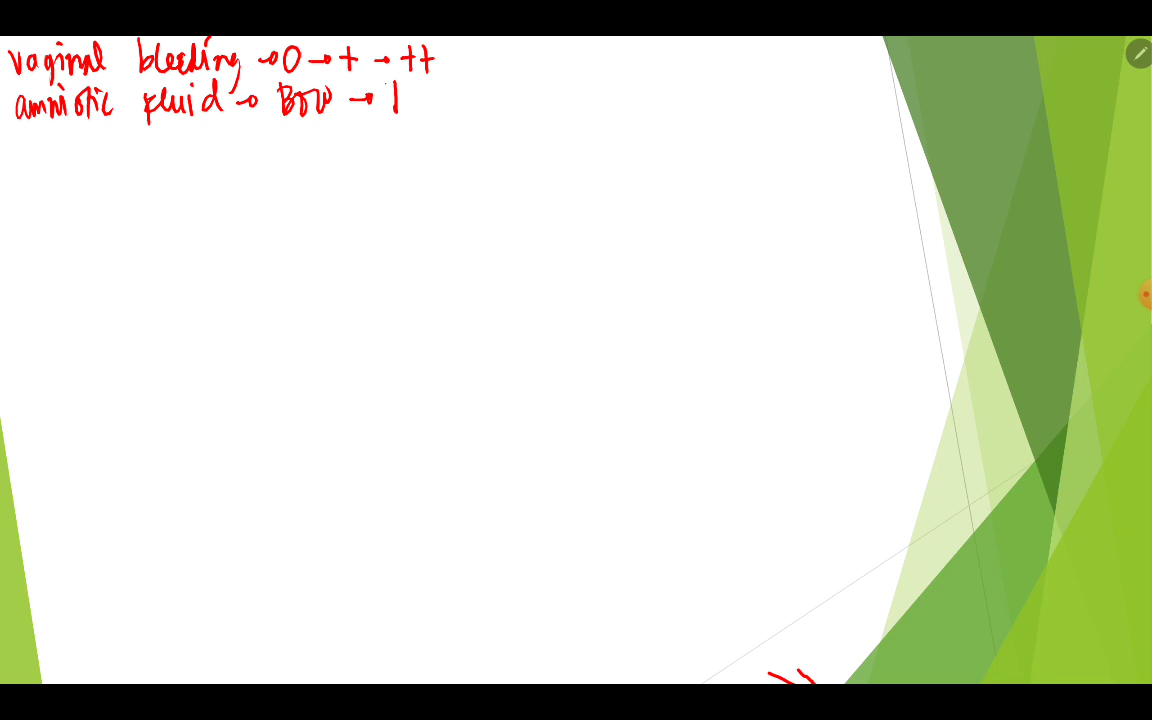 vaginal bleeding, → 0 → + → ++
amniotic fluid → BOW → I